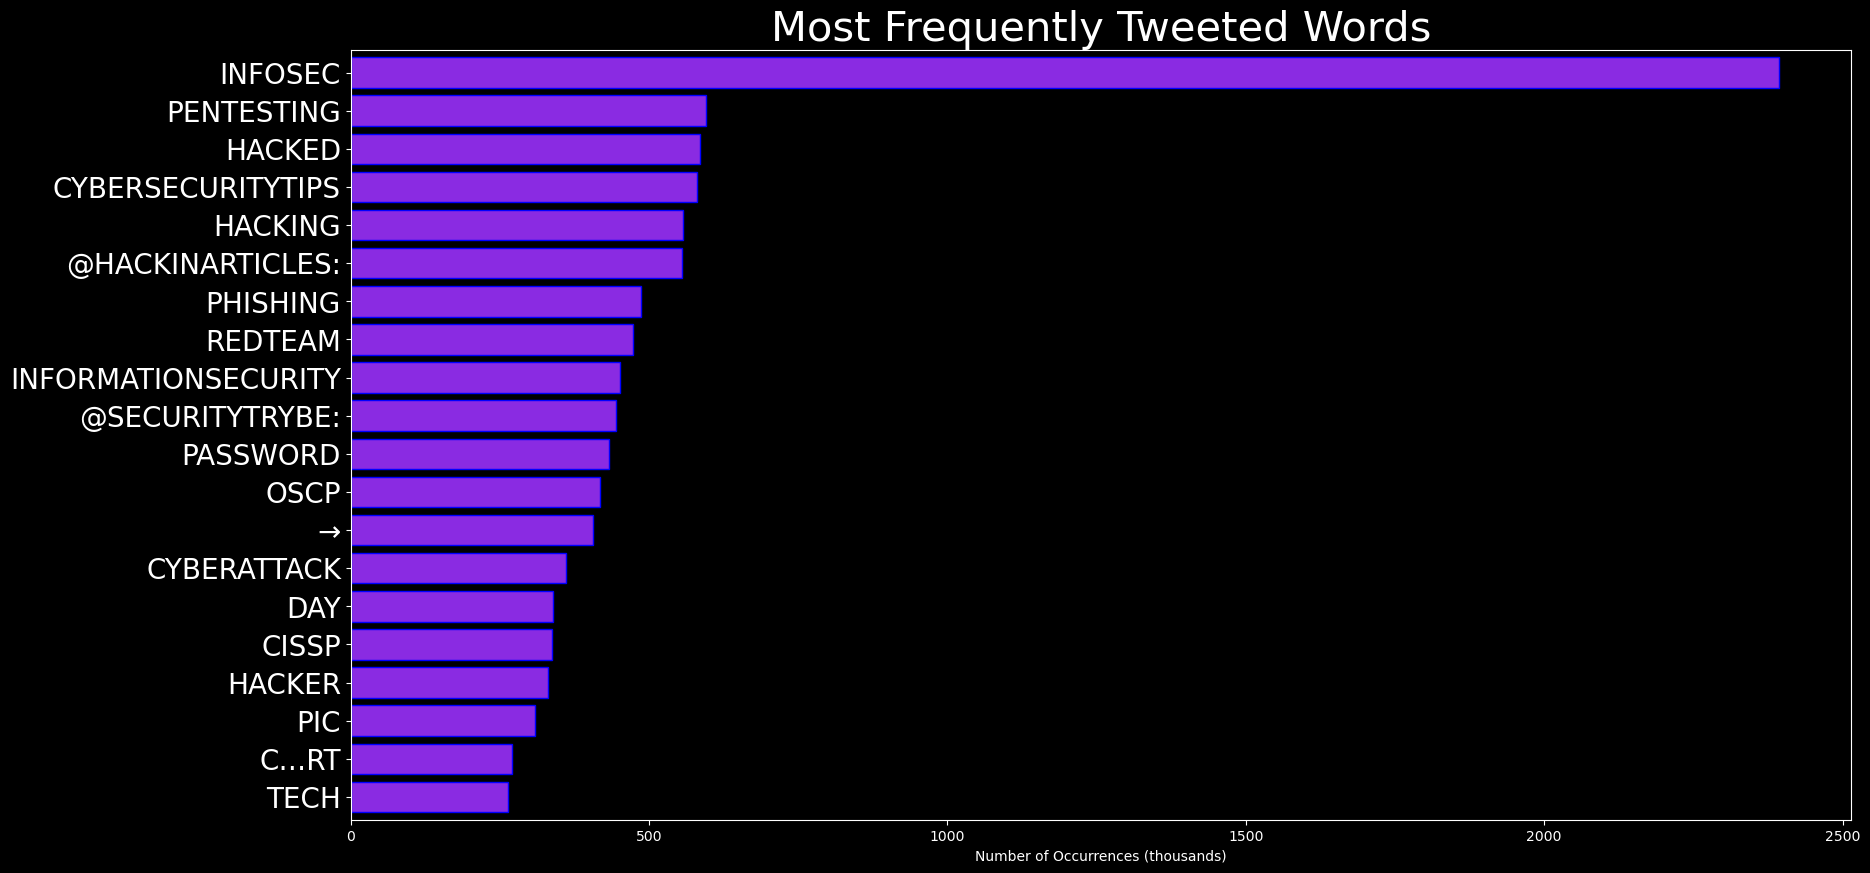 Most Frequently Tweeted Words
INFOSEC
PENTESTING
HACKED
CYBERSECURITYTIPS
HACKING
@HACKINARTICLES:
PHISHING
REDTEAM
INFORMATIONSECURITY
@SECURITYTRYBE:
PASSWORD
OSCP
→
CYBERATTACK
DAY
CISSP
HACKER
PIC
C…RT
TECH
0 500 1000 1500 2000 2500
Number of Occurrences (thousands)